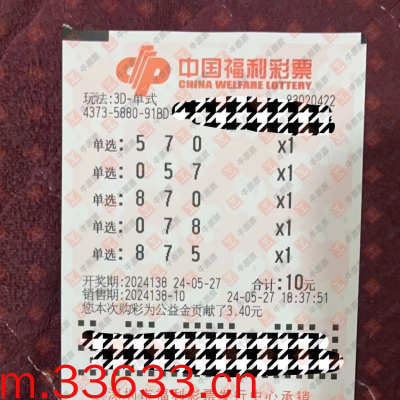 中国福利彩票
CHINA WELFARE LOTTERY
玩法:3D-单式 83020422
4373-5880-91BD
单选: 5 7 0 x1
单选: 0 5 7 x1
单选: 8 7 0 x1
单选: 0 7 8 x1
单选: 8 7 5 x1
开奖期:2024138 24-05-27 合计:10元
销售期:2024138-10 24-05-27 18:37:51
您本次购彩为公益金贡献了3.40元
m.33633.cn